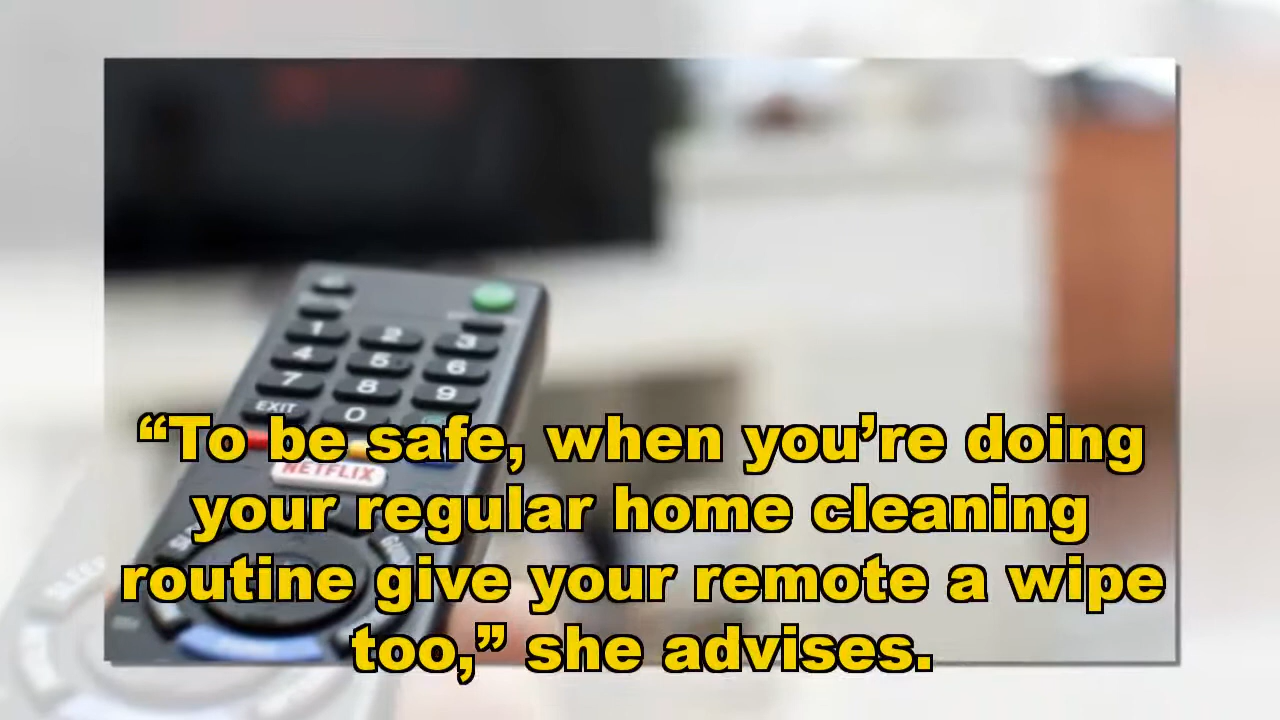 1 2 3
4 5 6
7 8 9
EXIT 0
NETFLIX
“To be safe, when you’re doing
your regular home cleaning
routine give your remote a wipe
too,” she advises.